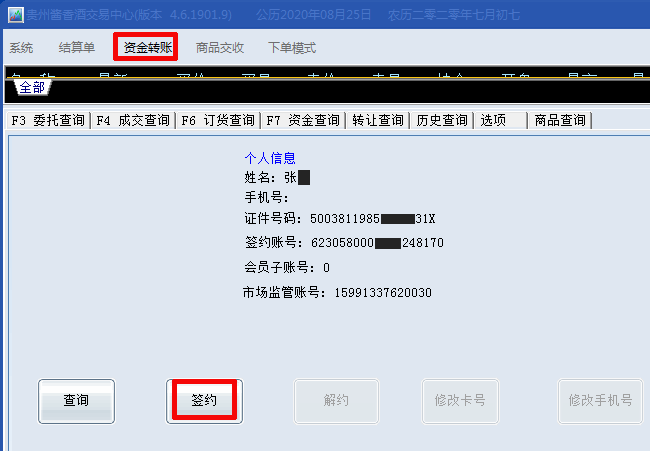 贵州酱香酒交易中心(版本 4.6.1901.9) 公历2020年08月25日 农历二零二零年七月初七
系统 结算单 资金转账 商品交收 下单模式
全部
F3 委托查询 F4 成交查询 F6 订货查询 F7 资金查询 转让查询 历史查询 选项 商品查询
个人信息
姓名: 张
手机号:
证件号码: 5003811985 31X
签约账号: 623058000 248170
会员子账号: 0
市场监管账号: 15991337620030
查询 签约 解约 修改卡号 修改手机号